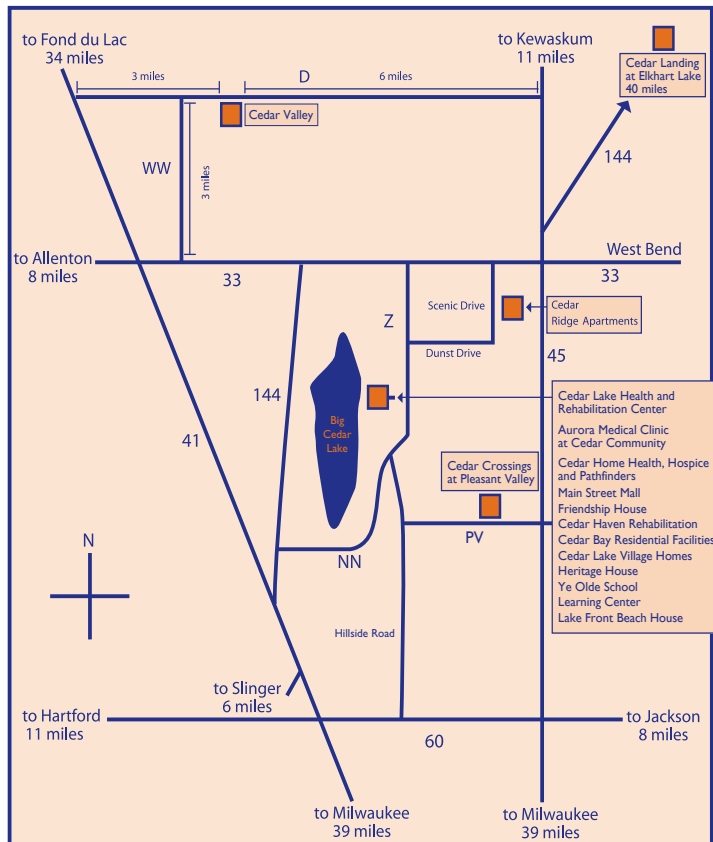 to Fond du Lac
34 miles
to Kewaskum
11 miles
Cedar Landing
at Elkhart Lake
40 miles
3 miles
D
6 miles
Cedar Valley
WW
3 miles
144
to Allenton
8 miles
33
West Bend
33
Z
Scenic Drive
Dunst Drive
Cedar
Ridge Apartments
45
144
41
Big
Cedar
Lake
Cedar Lake Health and
Rehabilitation Center
Aurora Medical Clinic
at Cedar Community
Cedar Home Health, Hospice
and Pathfinders
Main Street Mall
Friendship House
Cedar Haven Rehabilitation
Cedar Bay Residential Facilities
Cedar Lake Village Homes
Heritage House
Ye Olde School
Learning Center
Lake Front Beach House
Cedar Crossings
at Pleasant Valley
PV
NN
N
Hillside Road
to Slinger
6 miles
to Hartford
11 miles
60
to Jackson
8 miles
to Milwaukee
39 miles
to Milwaukee
39 miles